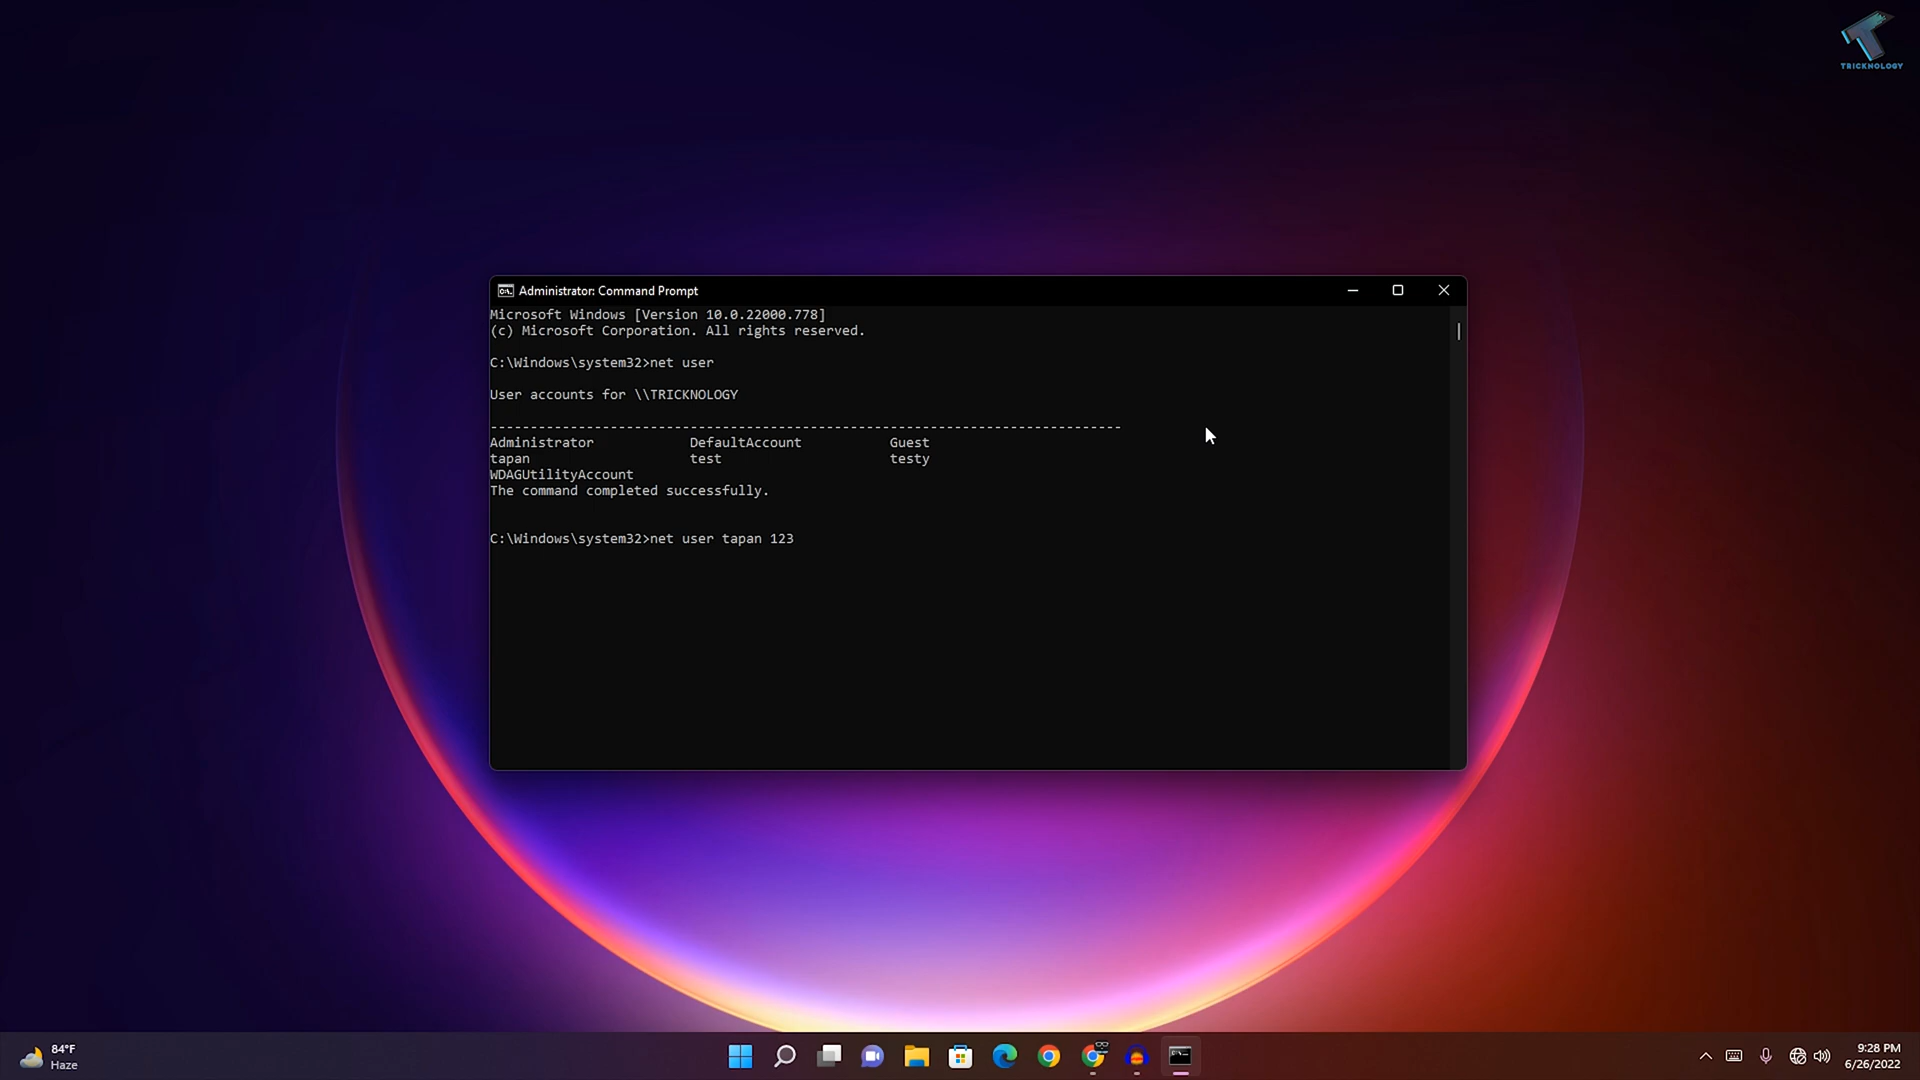 TRICKNOLOGY
Administrator: Command Prompt
Microsoft Windows [Version 10.0.22000.778]
(c) Microsoft Corporation. All rights reserved.
C:\Windows\system32>net user
User accounts for \\TRICKNOLOGY
-------------------------------------------------------------------------------
Administrator DefaultAccount Guest
tapan test testy
WDAGUtilityAccount
The command completed successfully.
C:\Windows\system32>net user tapan 123
84°F
Haze
9:28 PM
6/26/2022